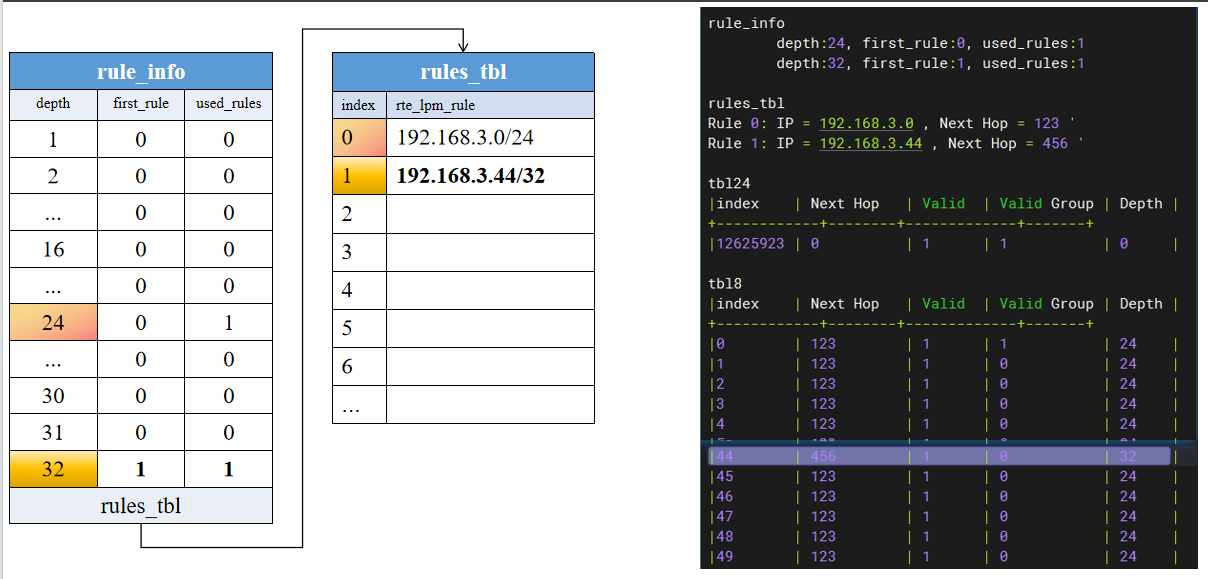 rule_info
depth first_rule used_rules
1 0 0
2 0 0
... 0 0
16 0 0
... 0 0
24 0 1
... 0 0
30 0 0
31 0 0
32 1 1
rules_tbl
rules_tbl
index rte_lpm_rule
0 192.168.3.0/24
1 192.168.3.44/32
2
3
4
5
6
...
rule_info
depth:24, first_rule:0, used_rules:1
depth:32, first_rule:1, used_rules:1
rules_tbl
Rule 0: IP = 192.168.3.0 , Next Hop = 123 '
Rule 1: IP = 192.168.3.44 , Next Hop = 456 '
tbl24
|index | Next Hop | Valid | Valid Group | Depth |
+------------+--------+-------------+-------+
|12625923 | 0 | 1 | 1 | 0 |
tbl8
|index | Next Hop | Valid | Valid Group | Depth |
+------------+--------+-------------+-------+
|0 | 123 | 1 | 1 | 24 |
|1 | 123 | 1 | 0 | 24 |
|2 | 123 | 1 | 0 | 24 |
|3 | 123 | 1 | 0 | 24 |
|4 | 123 | 1 | 0 | 24 |
|44 | 456 | 1 | 0 | 32 |
|45 | 123 | 1 | 0 | 24 |
|46 | 123 | 1 | 0 | 24 |
|47 | 123 | 1 | 0 | 24 |
|48 | 123 | 1 | 0 | 24 |
|49 | 123 | 1 | 0 | 24 |